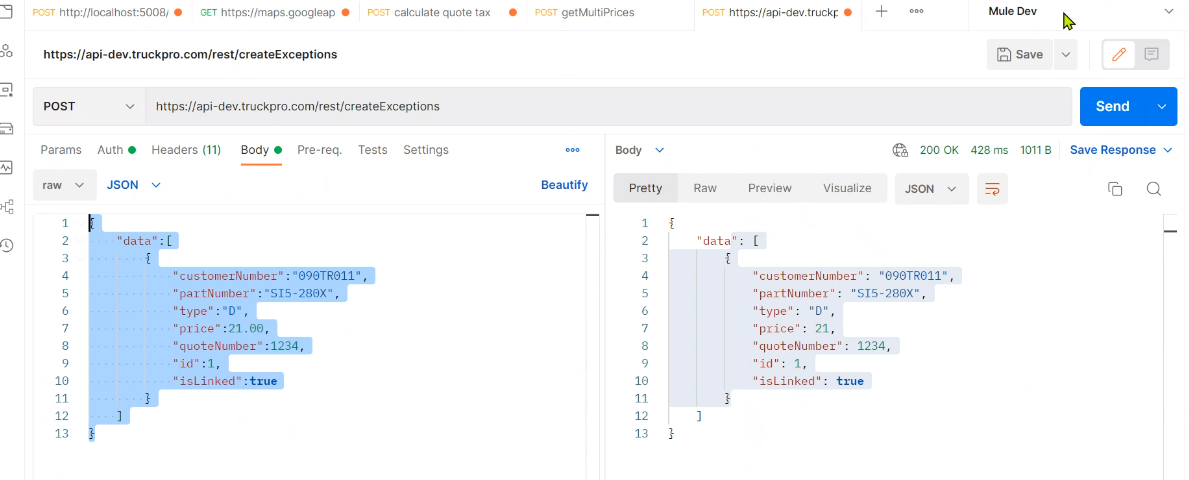 POST http://localhost:5008/ GET https://maps.googleap POST calculate quote tax POST getMultiPrices POST https://api-dev.truckp Mule Dev
https://api-dev.truckpro.com/rest/createExceptions Save
POST https://api-dev.truckpro.com/rest/createExceptions Send
Params Auth Headers (11) Body Pre-req. Tests Settings
raw JSON Beautify
1 {
2 "data":[
3 {
4 "customerNumber":"090TR011",
5 "partNumber":"SI5-280X",
6 "type":"D",
7 "price":21.00,
8 "quoteNumber":1234,
9 "id":1,
10 "isLinked":true
11 }
12 ]
13 }
Body 200 OK 428 ms 1011 B Save Response
Pretty Raw Preview Visualize JSON
1 {
2 "data": [
3 {
4 "customerNumber": "090TR011",
5 "partNumber": "SI5-280X",
6 "type": "D",
7 "price": 21,
8 "quoteNumber": 1234,
9 "id": 1,
10 "isLinked": true
11 }
12 ]
13 }